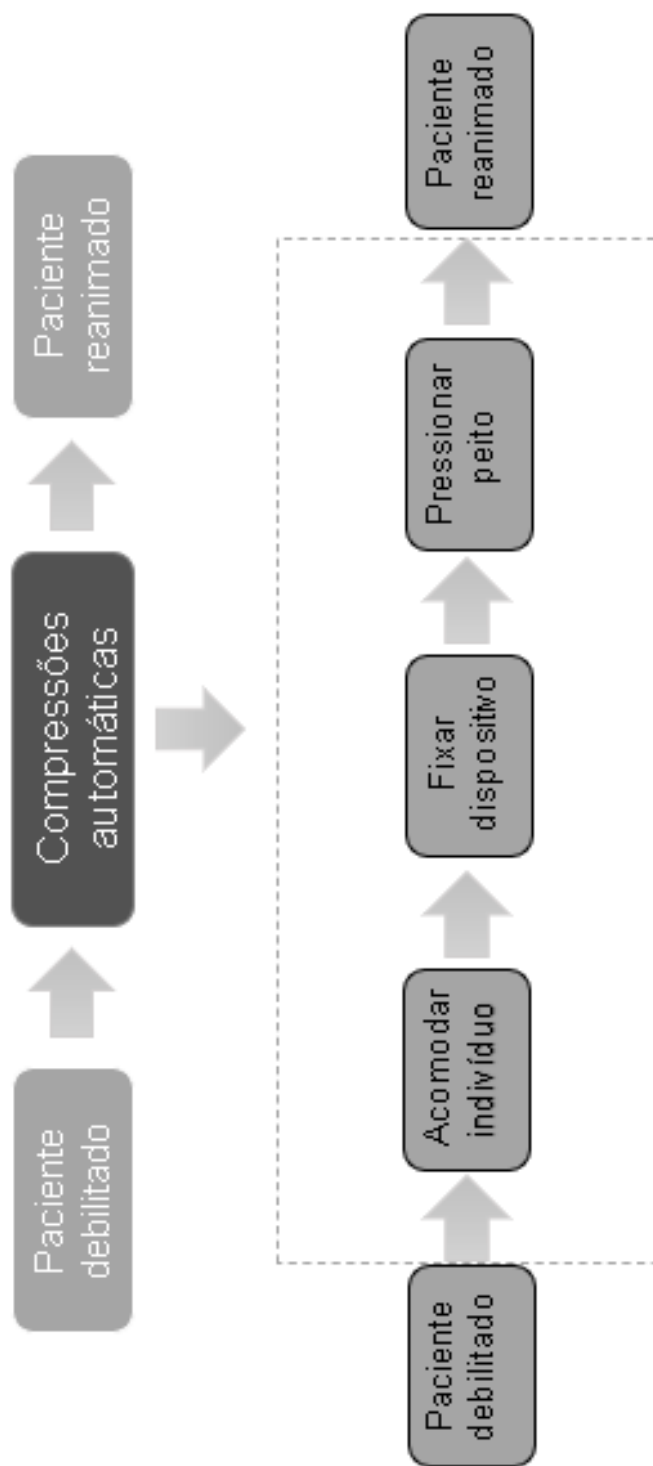 Paciente
debilitado
Compressões
automáticas
Paciente
reanimado
Paciente
debilitado
Acomodar
indivíduo
Fixar
dispositivo
Pressionar
peito
Paciente
reanimado